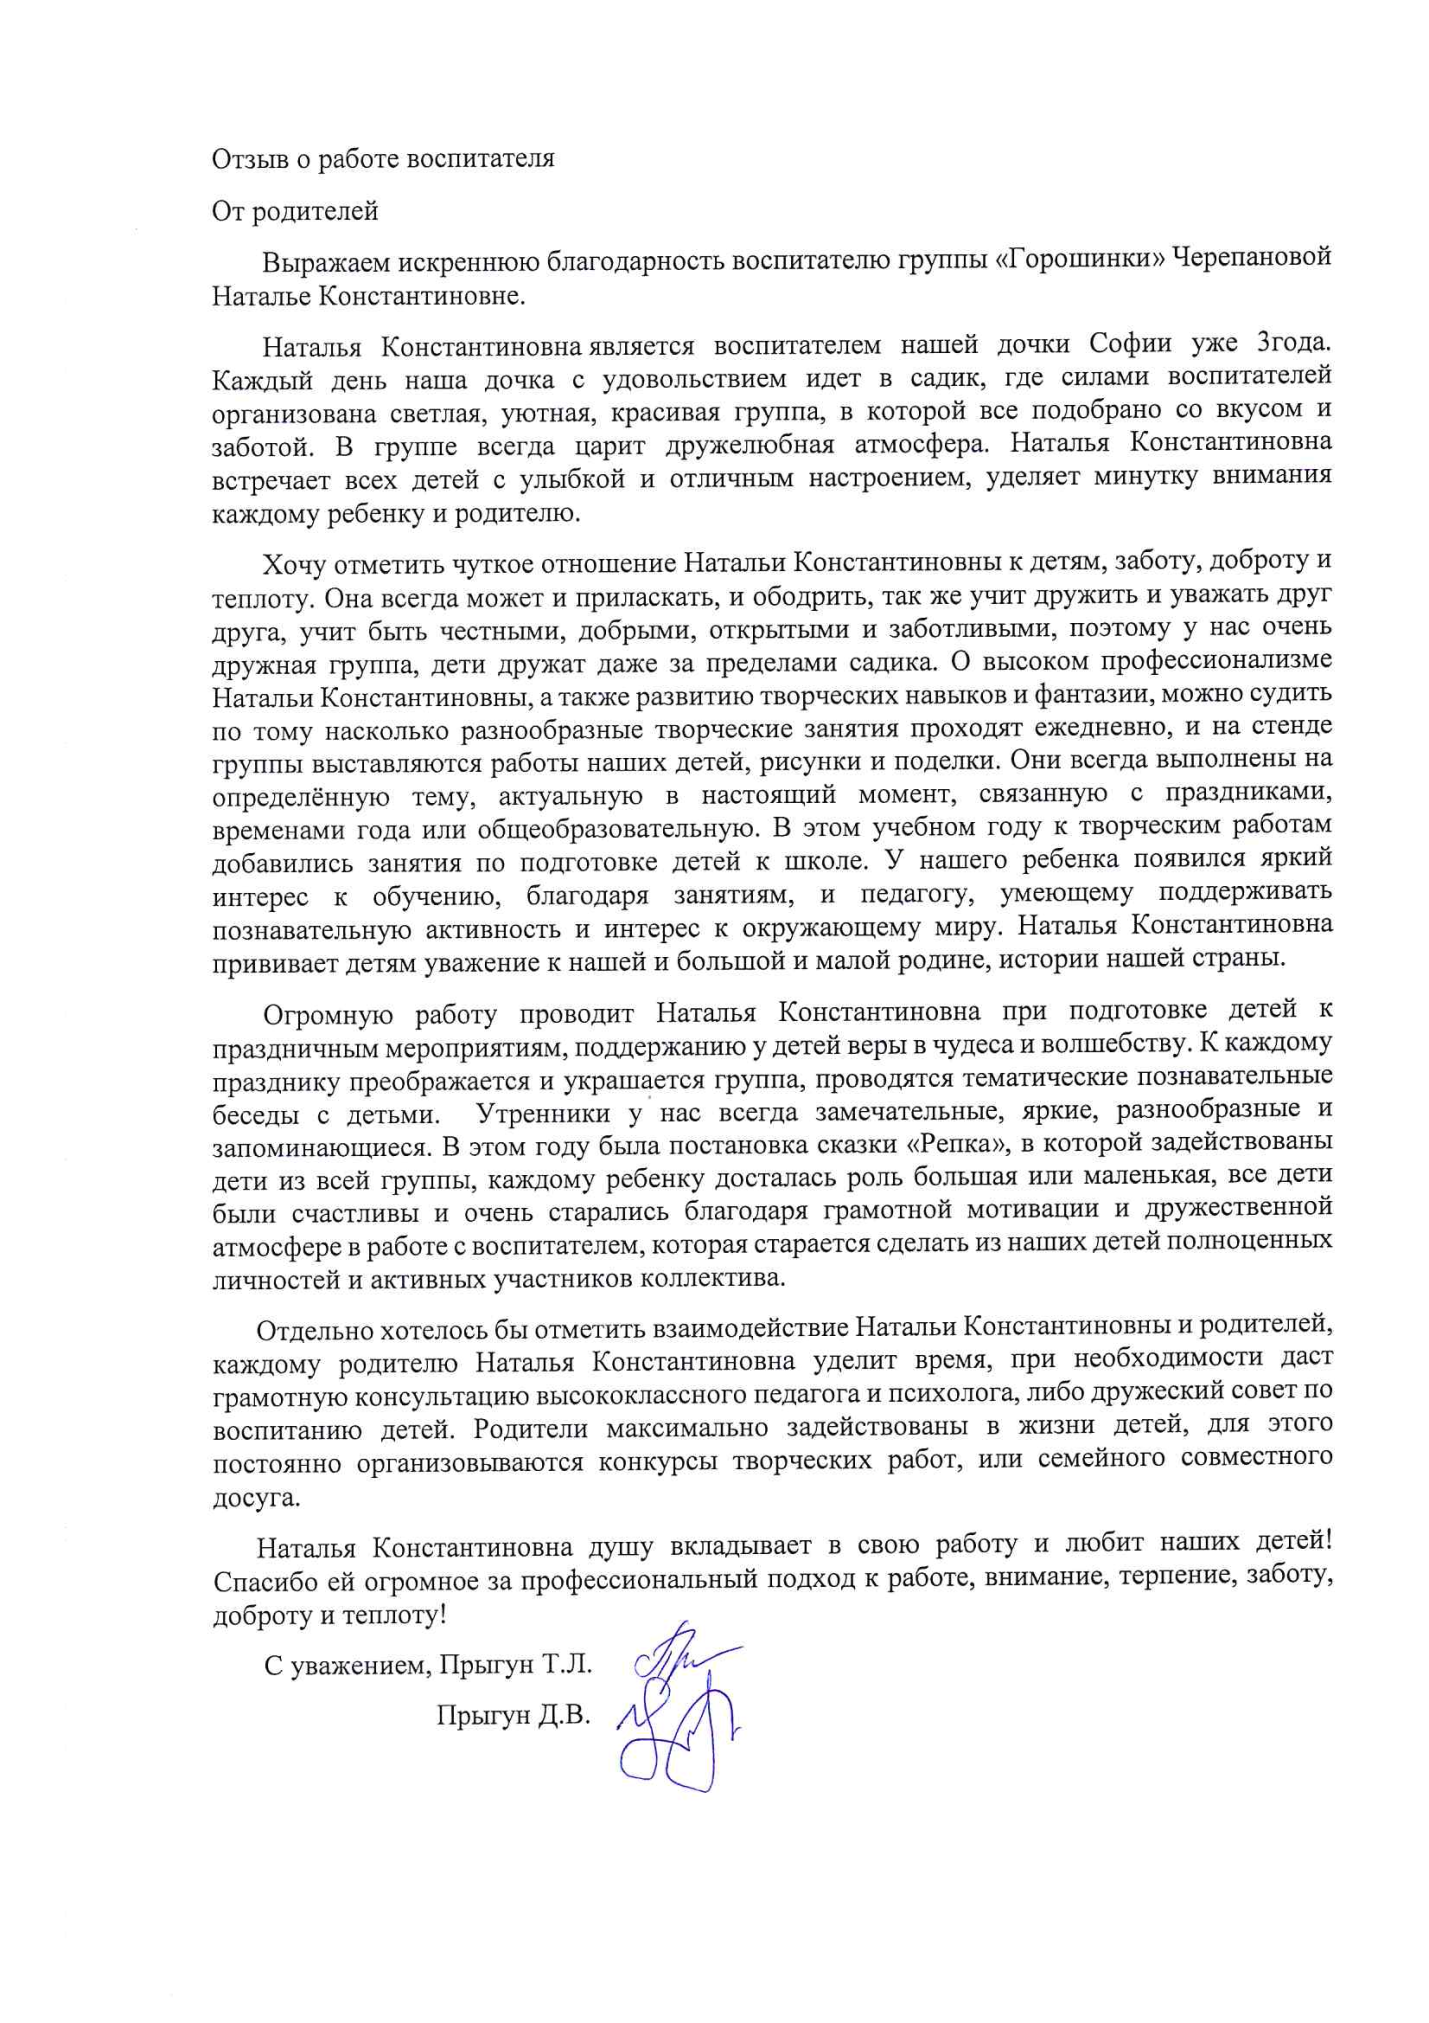 Отзыв о работе воспитателя
От родителей
Выражаем искреннюю благодарность воспитателю группы «Горошинки» Черепановой
Наталье Константиновне.
Наталья Константиновна является воспитателем нашей дочки Софии уже 3года.
Каждый день наша дочка с удовольствием идет в садик, где силами воспитателей
организована светлая, уютная, красивая группа, в которой все подобрано со вкусом и
заботой. В группе всегда царит дружелюбная атмосфера. Наталья Константиновна
встречает всех детей с улыбкой и отличным настроением, уделяет минутку внимания
каждому ребенку и родителю.
Хочу отметить чуткое отношение Натальи Константиновны к детям, заботу, доброту и
теплоту. Она всегда может и приласкать, и ободрить, так же учит дружить и уважать друг
друга, учит быть честными, добрыми, открытыми и заботливыми, поэтому у нас очень
дружная группа, дети дружат даже за пределами садика. О высоком профессионализме
Натальи Константиновны, а также развитию творческих навыков и фантазии, можно судить
по тому насколько разнообразные творческие занятия проходят ежедневно, и на стенде
группы выставляются работы наших детей, рисунки и поделки. Они всегда выполнены на
определённую тему, актуальную в настоящий момент, связанную с праздниками,
временами года или общеобразовательную. В этом учебном году к творческим работам
добавились занятия по подготовке детей к школе. У нашего ребенка появился яркий
интерес к обучению, благодаря занятиям, и педагогу, умеющему поддерживать
познавательную активность и интерес к окружающему миру. Наталья Константиновна
прививает детям уважение к нашей и большой и малой родине, истории нашей страны.
Огромную работу проводит Наталья Константиновна при подготовке детей к
праздничным мероприятиям, поддержанию у детей веры в чудеса и волшебству. К каждому
празднику преображается и украшается группа, проводятся тематические познавательные
беседы с детьми. Утренники у нас всегда замечательные, яркие, разнообразные и
запоминающиеся. В этом году была постановка сказки «Репка», в которой задействованы
дети из всей группы, каждому ребенку досталась роль большая или маленькая, все дети
были счастливы и очень старались благодаря грамотной мотивации и дружественной
атмосфере в работе с воспитателем, которая старается сделать из наших детей полноценных
личностей и активных участников коллектива.
Отдельно хотелось бы отметить взаимодействие Натальи Константиновны и родителей,
каждому родителю Наталья Константиновна уделит время, при необходимости даст
грамотную консультацию высококлассного педагога и психолога, либо дружеский совет по
воспитанию детей. Родители максимально задействованы в жизни детей, для этого
постоянно организовываются конкурсы творческих работ, или семейного совместного
досуга.
Наталья Константиновна душу вкладывает в свою работу и любит наших детей!
Спасибо ей огромное за профессиональный подход к работе, внимание, терпение, заботу,
доброту и теплоту!
С уважением, Прыгун Т.Л.
Прыгун Д.В.